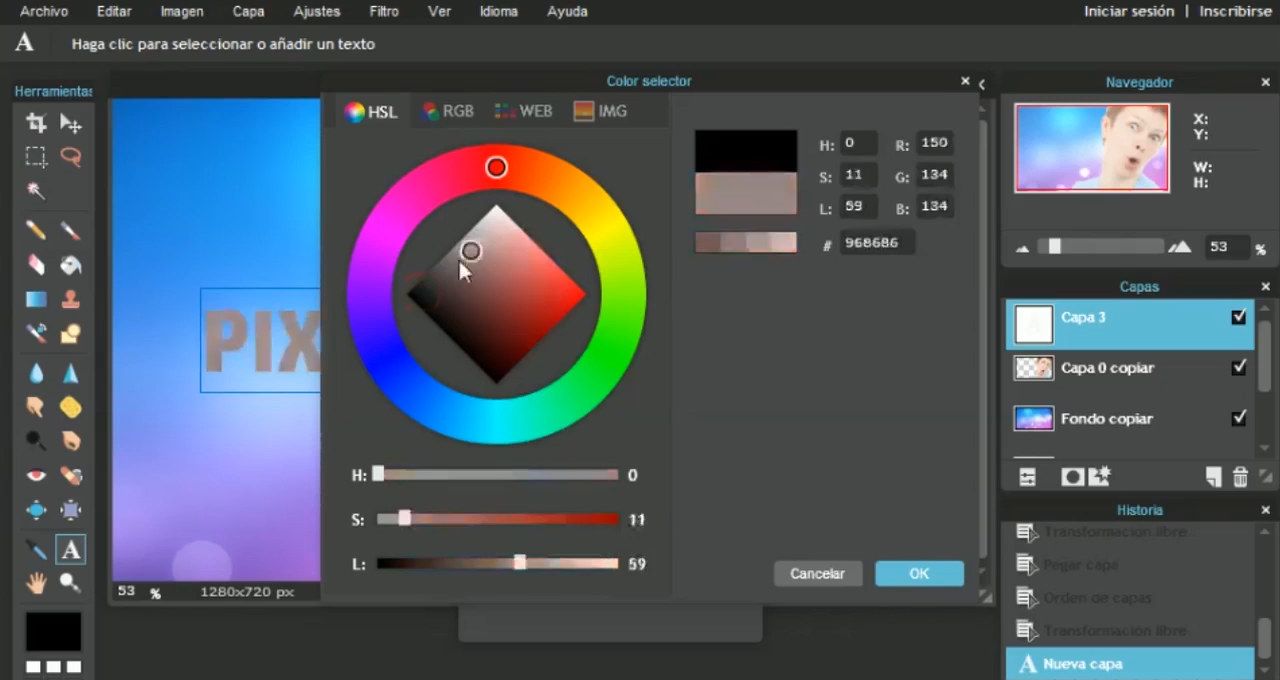 Archivo Editar Imagen Capa Ajustes Filtro Ver Idioma Ayuda Iniciar sesión | Inscribirse
A Haga clic para seleccionar o añadir un texto
Herramientas
A
53 % 1280x720 px
PIX
Color selector
HSL RGB WEB IMG
H: 0 R: 150
S: 11 G: 134
L: 59 B: 134
# 968686
H: 0
S: 11
L: 59
Cancelar OK
Navegador
X:
Y:
W:
H:
53 %
Capas
Capa 3
Capa 0 copiar
Fondo copiar
Historia
Transformacion libre
Pegar capa
Orden de capas
Transformacion libre
A Nueva capa